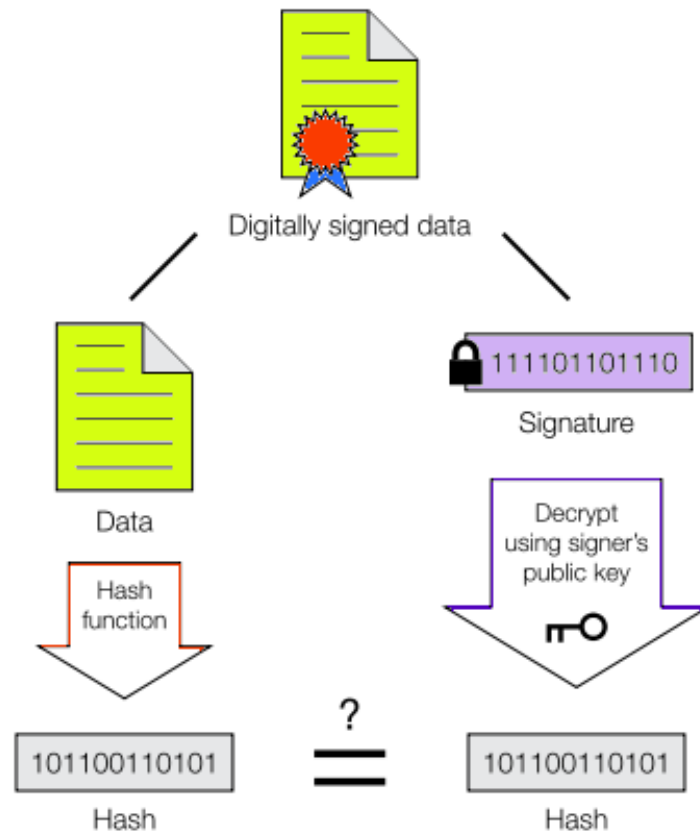 Digitally signed data
111101101110
Signature
Data
Decrypt
using signer's
public key
Hash
function
?
101100110101
=
101100110101
Hash
Hash